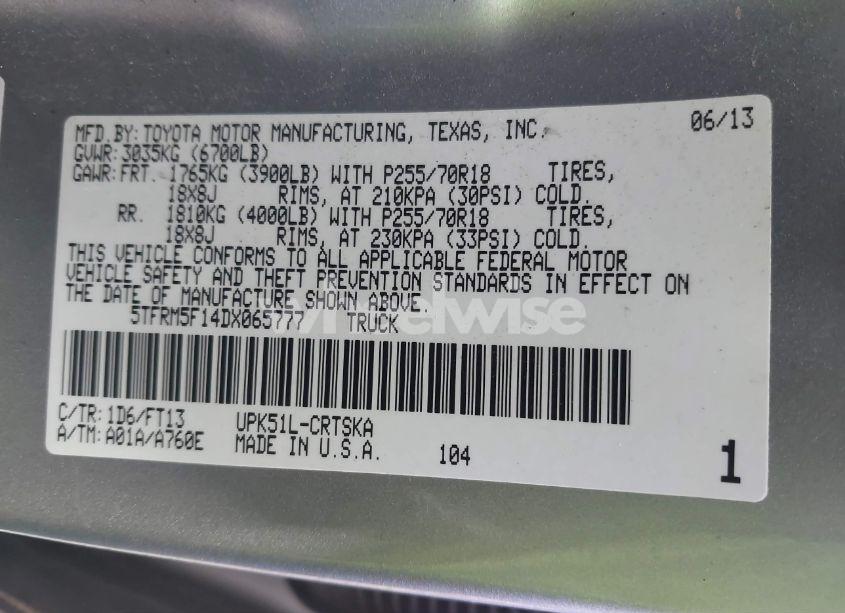 MFD.BY:TOYOTA MOTOR MANUFACTURING, TEXAS, INC. 06/13
GVWR:3035KG (6700LB)
GAWR:FRT. 1765KG (3900LB) WITH P255/70R18 TIRES,
18X8J RIMS, AT 210KPA (30PSI) COLD.
RR. 1810KG (4000LB) WITH P255/70R18 TIRES,
18X8J RIMS, AT 230KPA (33PSI) COLD.
THIS VEHICLE CONFORMS TO ALL APPLICABLE FEDERAL MOTOR
VEHICLE SAFETY AND THEFT PREVENTION STANDARDS IN EFFECT ON
THE DATE OF MANUFACTURE SHOWN ABOVE.
5TFRM5F14DX065777 TRUCK
C/TR:1D6/FT13 UPK51L-CRTSKA
A/TM:A01A/A760E MADE IN U.S.A. 104 1